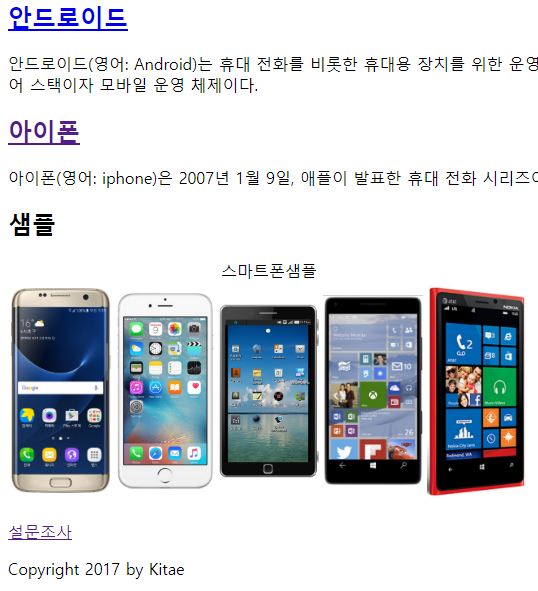 안드로이드
안드로이드(영어: Android)는 휴대 전화를 비롯한 휴대용 장치를 위한 운영
어 스택이자 모바일 운영 체제이다.
아이폰
아이폰(영어: iphone)은 2007년 1월 9일, 애플이 발표한 휴대 전화 시리즈
샘플
스마트폰샘플
설문조사
Copyright 2017 by Kitae